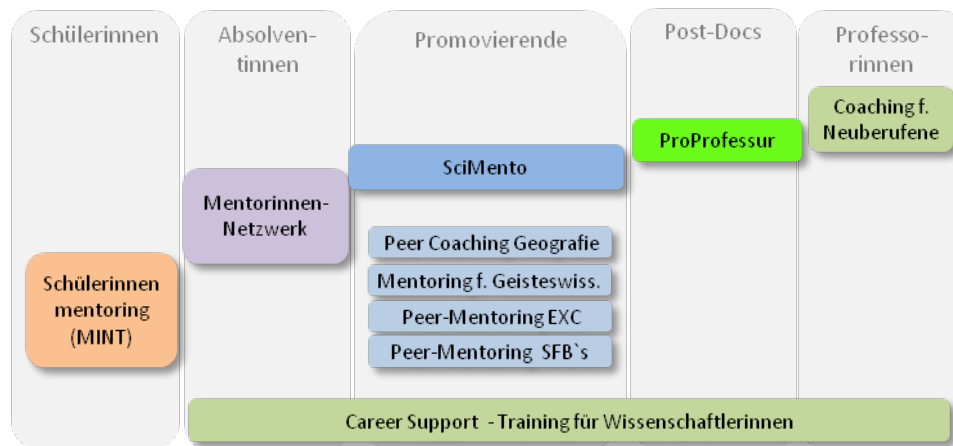 Schülerinnen
Absolven-
tinnen
Promovierende
Post-Docs
Professo-
rinnen
Coaching f.
Neuberufene
ProProfessur
SciMento
Mentorinnen-
Netzwerk
Peer Coaching Geografie
Mentoring f. Geisteswiss.
Peer-Mentoring EXC
Peer-Mentoring SFB`s
Schülerinnen
mentoring
(MINT)
Career Support - Training für Wissenschaftlerinnen